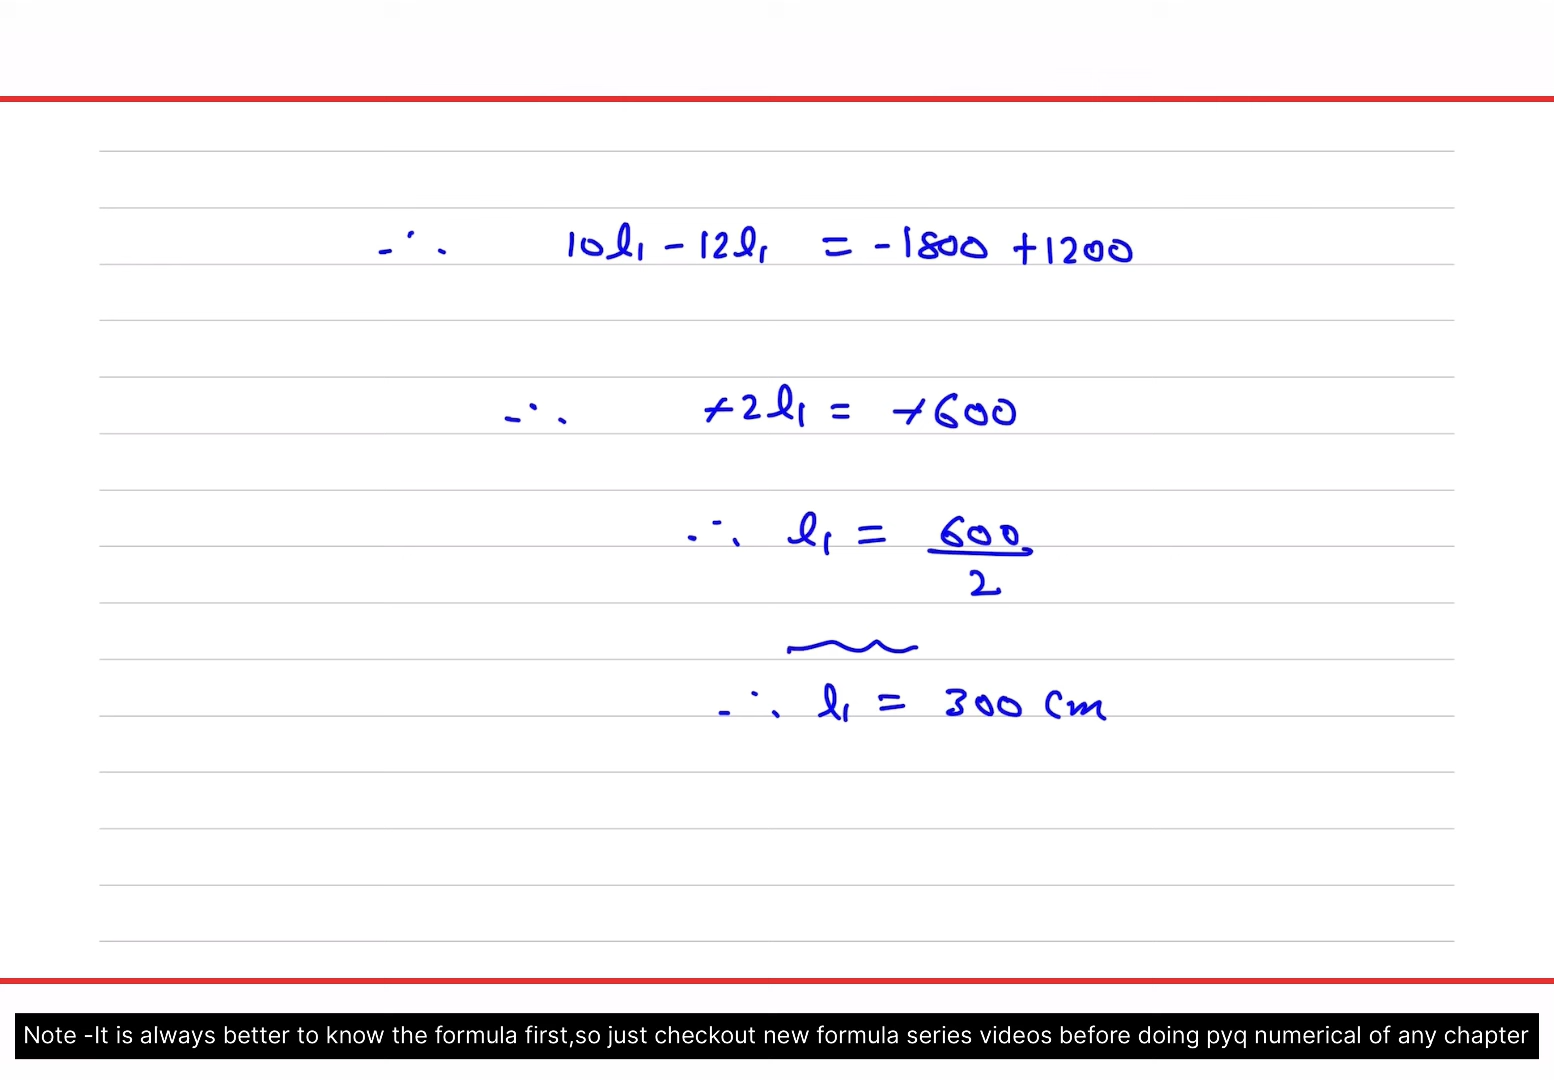 ∴ 10l₁ - 12l₁ = -1800 + 1200
∴ +2l₁ = +600
∴ l₁ = 600/2
∴ l₁ = 300 cm
Note -It is always better to know the formula first,so just checkout new formula series videos before doing pyq numerical of any chapter